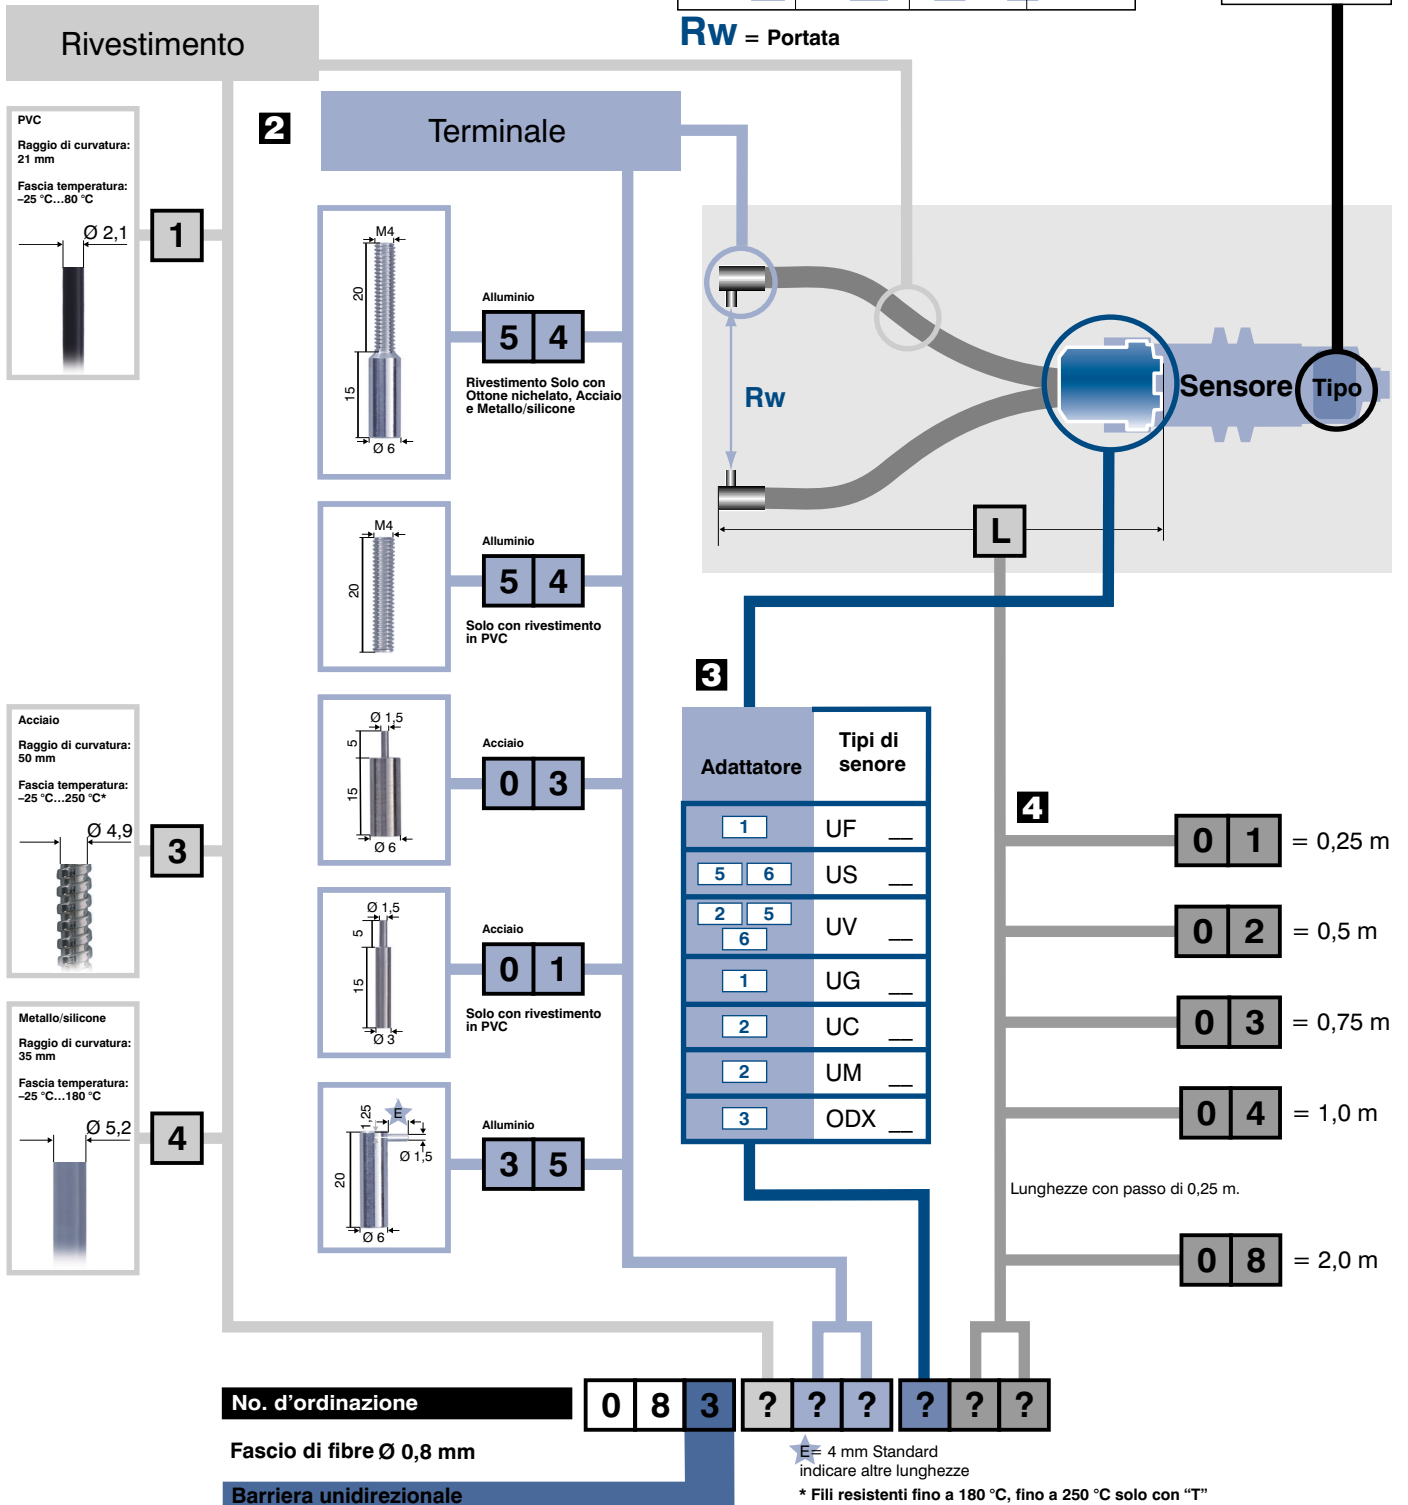 Rw = Portata
Rivestimento
PVC
Raggio di curvatura:
21 mm
Fascia temperatura:
–25 °C...80 °C
Ø 2,1
1
Acciaio
Raggio di curvatura:
50 mm
Fascia temperatura:
–25 °C...250 °C*
Ø 4,9
3
Metallo/silicone
Raggio di curvatura:
35 mm
Fascia temperatura:
–25 °C...180 °C
Ø 5,2
4
2
Terminale
M4
20
15
Ø 6
Alluminio
5 4
Rivestimento Solo con
Ottone nichelato, Acciaio
e Metallo/silicone
M4
20
Alluminio
5 4
Solo con rivestimento
in PVC
Ø 1,5
5
15
Ø 6
Acciaio
0 3
Ø 1,5
5
15
Ø 3
Acciaio
0 1
Solo con rivestimento
in PVC
1,25
E
Ø 1,5
20
Ø 6
Alluminio
3 5
Rw
Sensore
Tipo
L
3
Adattatore
Tipi di
senore
1 UF __
5 6 US __
2 5
6 UV __
1 UG __
2 UC __
2 UM __
3 ODX __
4
0 1 = 0,25 m
0 2 = 0,5 m
0 3 = 0,75 m
0 4 = 1,0 m
Lunghezze con passo di 0,25 m.
0 8 = 2,0 m
No. d'ordinazione
0 8 3 ? ? ? ? ? ?
Fascio di fibre Ø 0,8 mm
Barriera unidirezionale
E= 4 mm Standard
indicare altre lunghezze
* Fili resistenti fino a 180 °C, fino a 250 °C solo con “T”